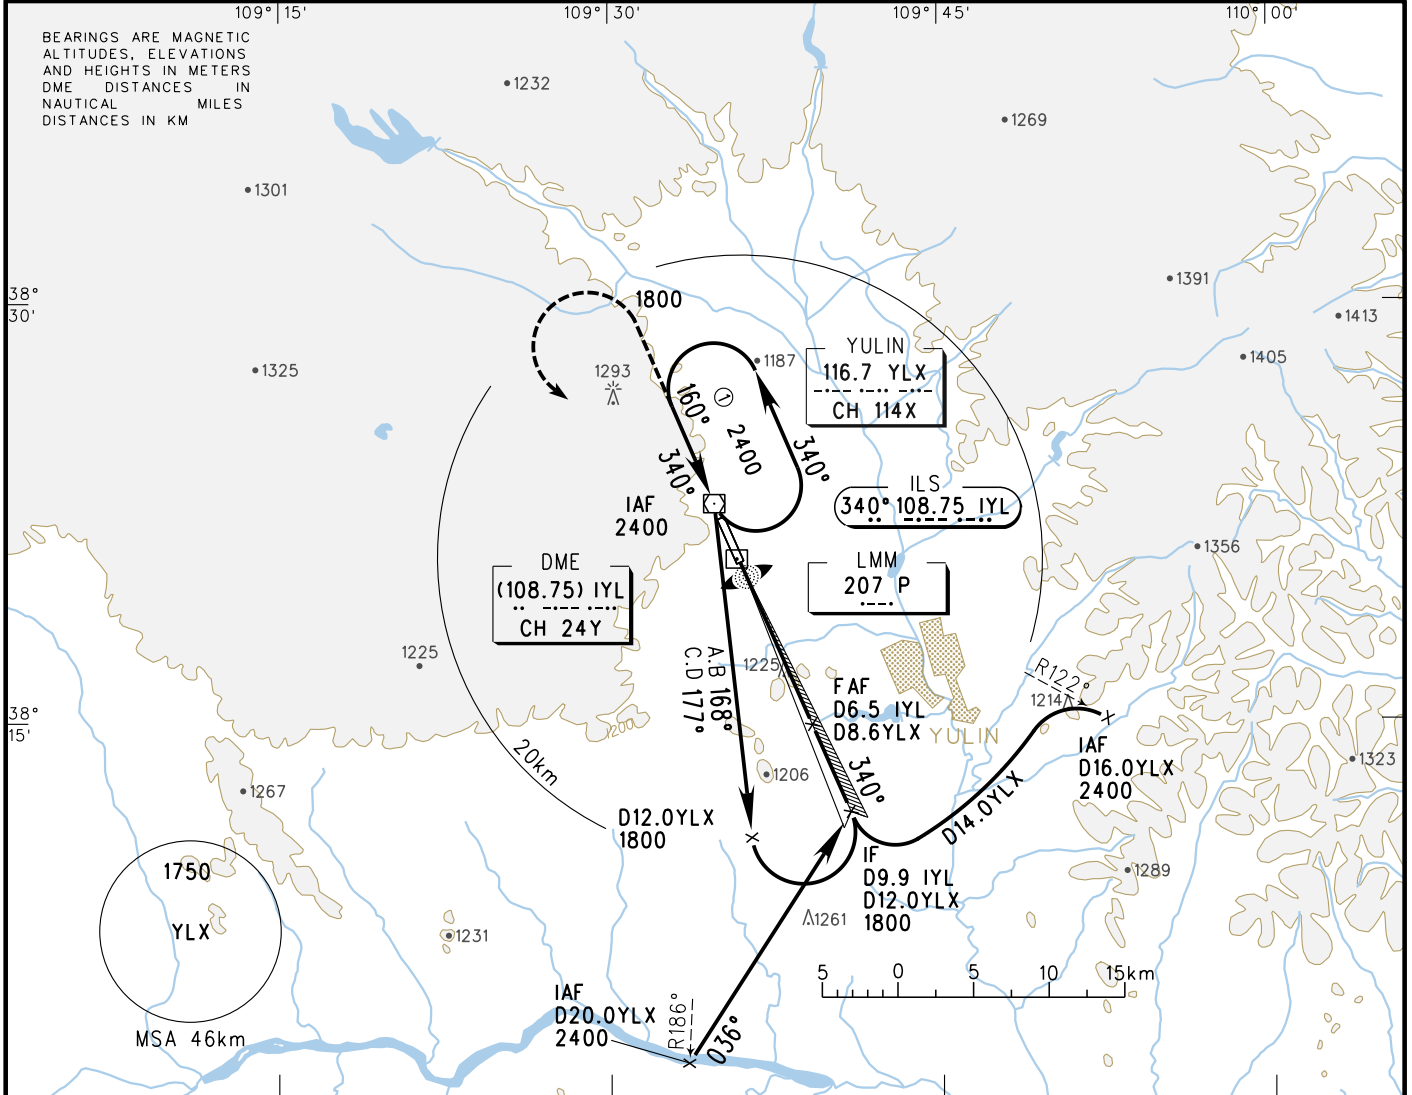 109° 15'
109° 30'
109° 45'
110° 00'
BEARINGS ARE MAGNETIC
ALTITUDES, ELEVATIONS
AND HEIGHTS IN METERS
DME DISTANCES IN
NAUTICAL MILES
DISTANCES IN KM
1232
1269
1301
1391
38°
30'
1800
1413
1187
YULIN
116.7 YLX
CH 114X
1405
1325
1293
160°
1
2400
340°
340°
ILS
340° 108.75 IYL
IAF
2400
1356
DME
(108.75) IYL
CH 24Y
LMM
207 P
1225
A.B 168°
C.D 177°
1225
FAF
D6.5 IYL
D8.6YLX
YULIN
R122°
1214
38°
15'
1200
20km
340°
IAF
D16.0YLX
2400
1323
1206
1267
D12.0YLX
1800
D14.0YLX
IF
D9.9 IYL
D12.0YLX
1800
1289
1750
YLX
MSA 46km
1261
1231
5 0 5 10 15km
IAF
D20.0YLX
2400
R186°
036°